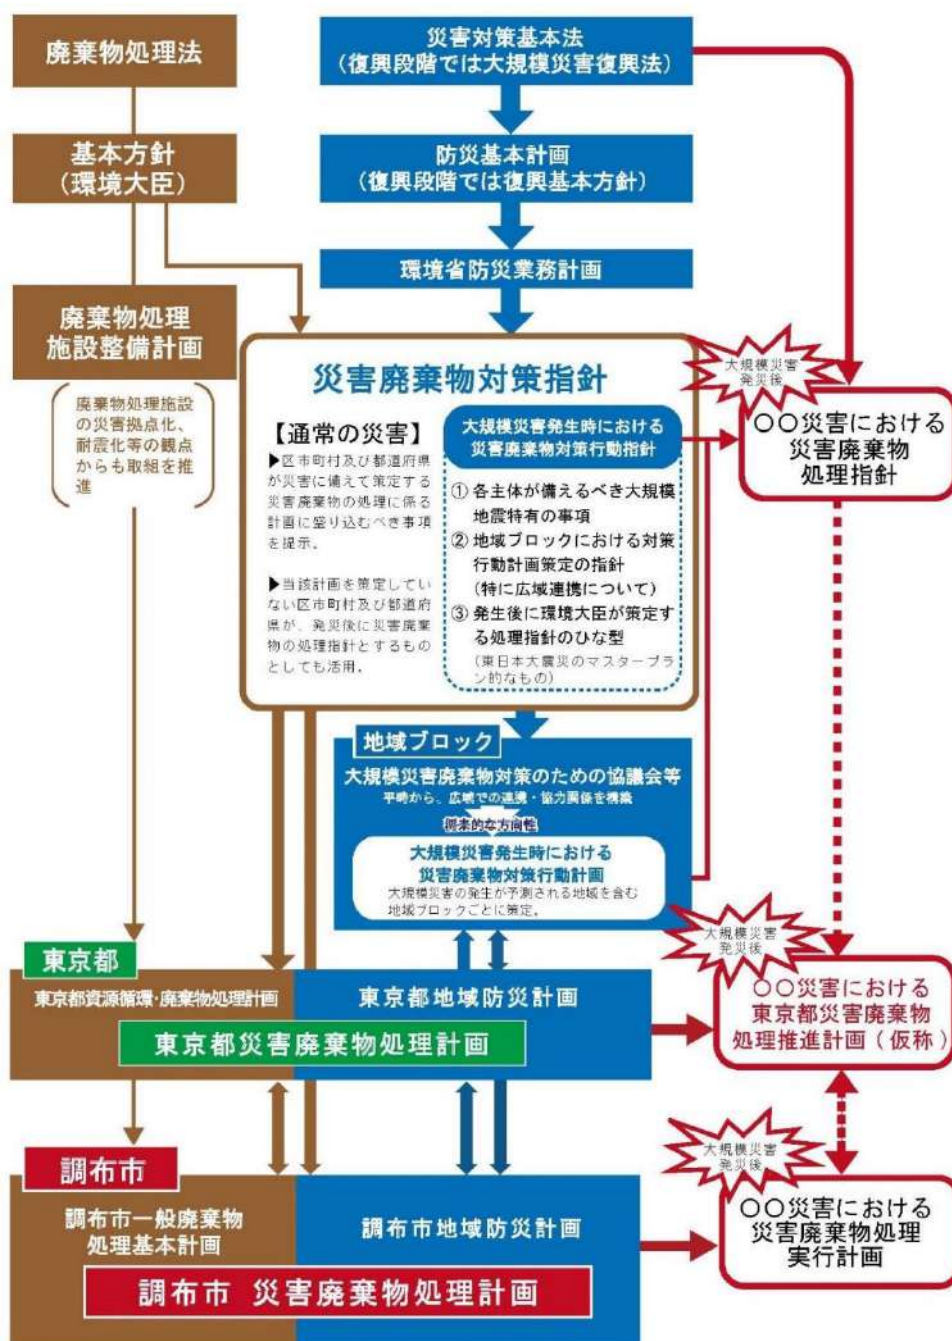 廃棄物処理法
基本方針
(環境大臣)
廃棄物処理
施設整備計画
廃棄物処理施設
の災害拠点化、
耐震化等の観点
からも取組を推
進
災害対策基本法
(復興段階では大規模災害復興法)
防災基本計画
(復興段階では復興基本方針)
環境省防災業務計画
災害廃棄物対策指針
【通常の災害】
▶区市町村及び都道府県
が災害に備えて策定する
災害廃棄物の処理に係る
計画に盛り込むべき事項
を提示。
▶当該計画を策定してい
ない区市町村及び都道府
県が、発災後に災害廃棄
物の処理指針とするもの
としても活用。
大規模災害発生時における
災害廃棄物対策行動指針
① 各主体が備えるべき大規模
地震特有の事項
② 地域ブロックにおける対策
行動計画策定の指針
(特に広域連携について)
③ 発生後に環境大臣が策定す
る処理指針のひな型
(東日本大震災のマスタープラ
ン的なもの)
大規模災害
発災後
〇〇災害における
災害廃棄物
処理指針
地域ブロック
大規模災害廃棄物対策のための協議会等
平時から、広域での連携・協力関係を構築
将来的な方向性
大規模災害発生時における
災害廃棄物対策行動計画
大規模災害の発生が予測される地域を含む
地域ブロックごとに策定。
東京都
東京都資源循環・廃棄物処理計画
東京都地域防災計画
東京都災害廃棄物処理計画
大規模災害
発災後
〇〇災害における
東京都災害廃棄物
処理推進計画(仮称)
調布市
調布市一般廃棄物
処理基本計画
調布市地域防災計画
調布市 災害廃棄物処理計画
大規模災害
発災後
〇〇災害における
災害廃棄物処理
実行計画